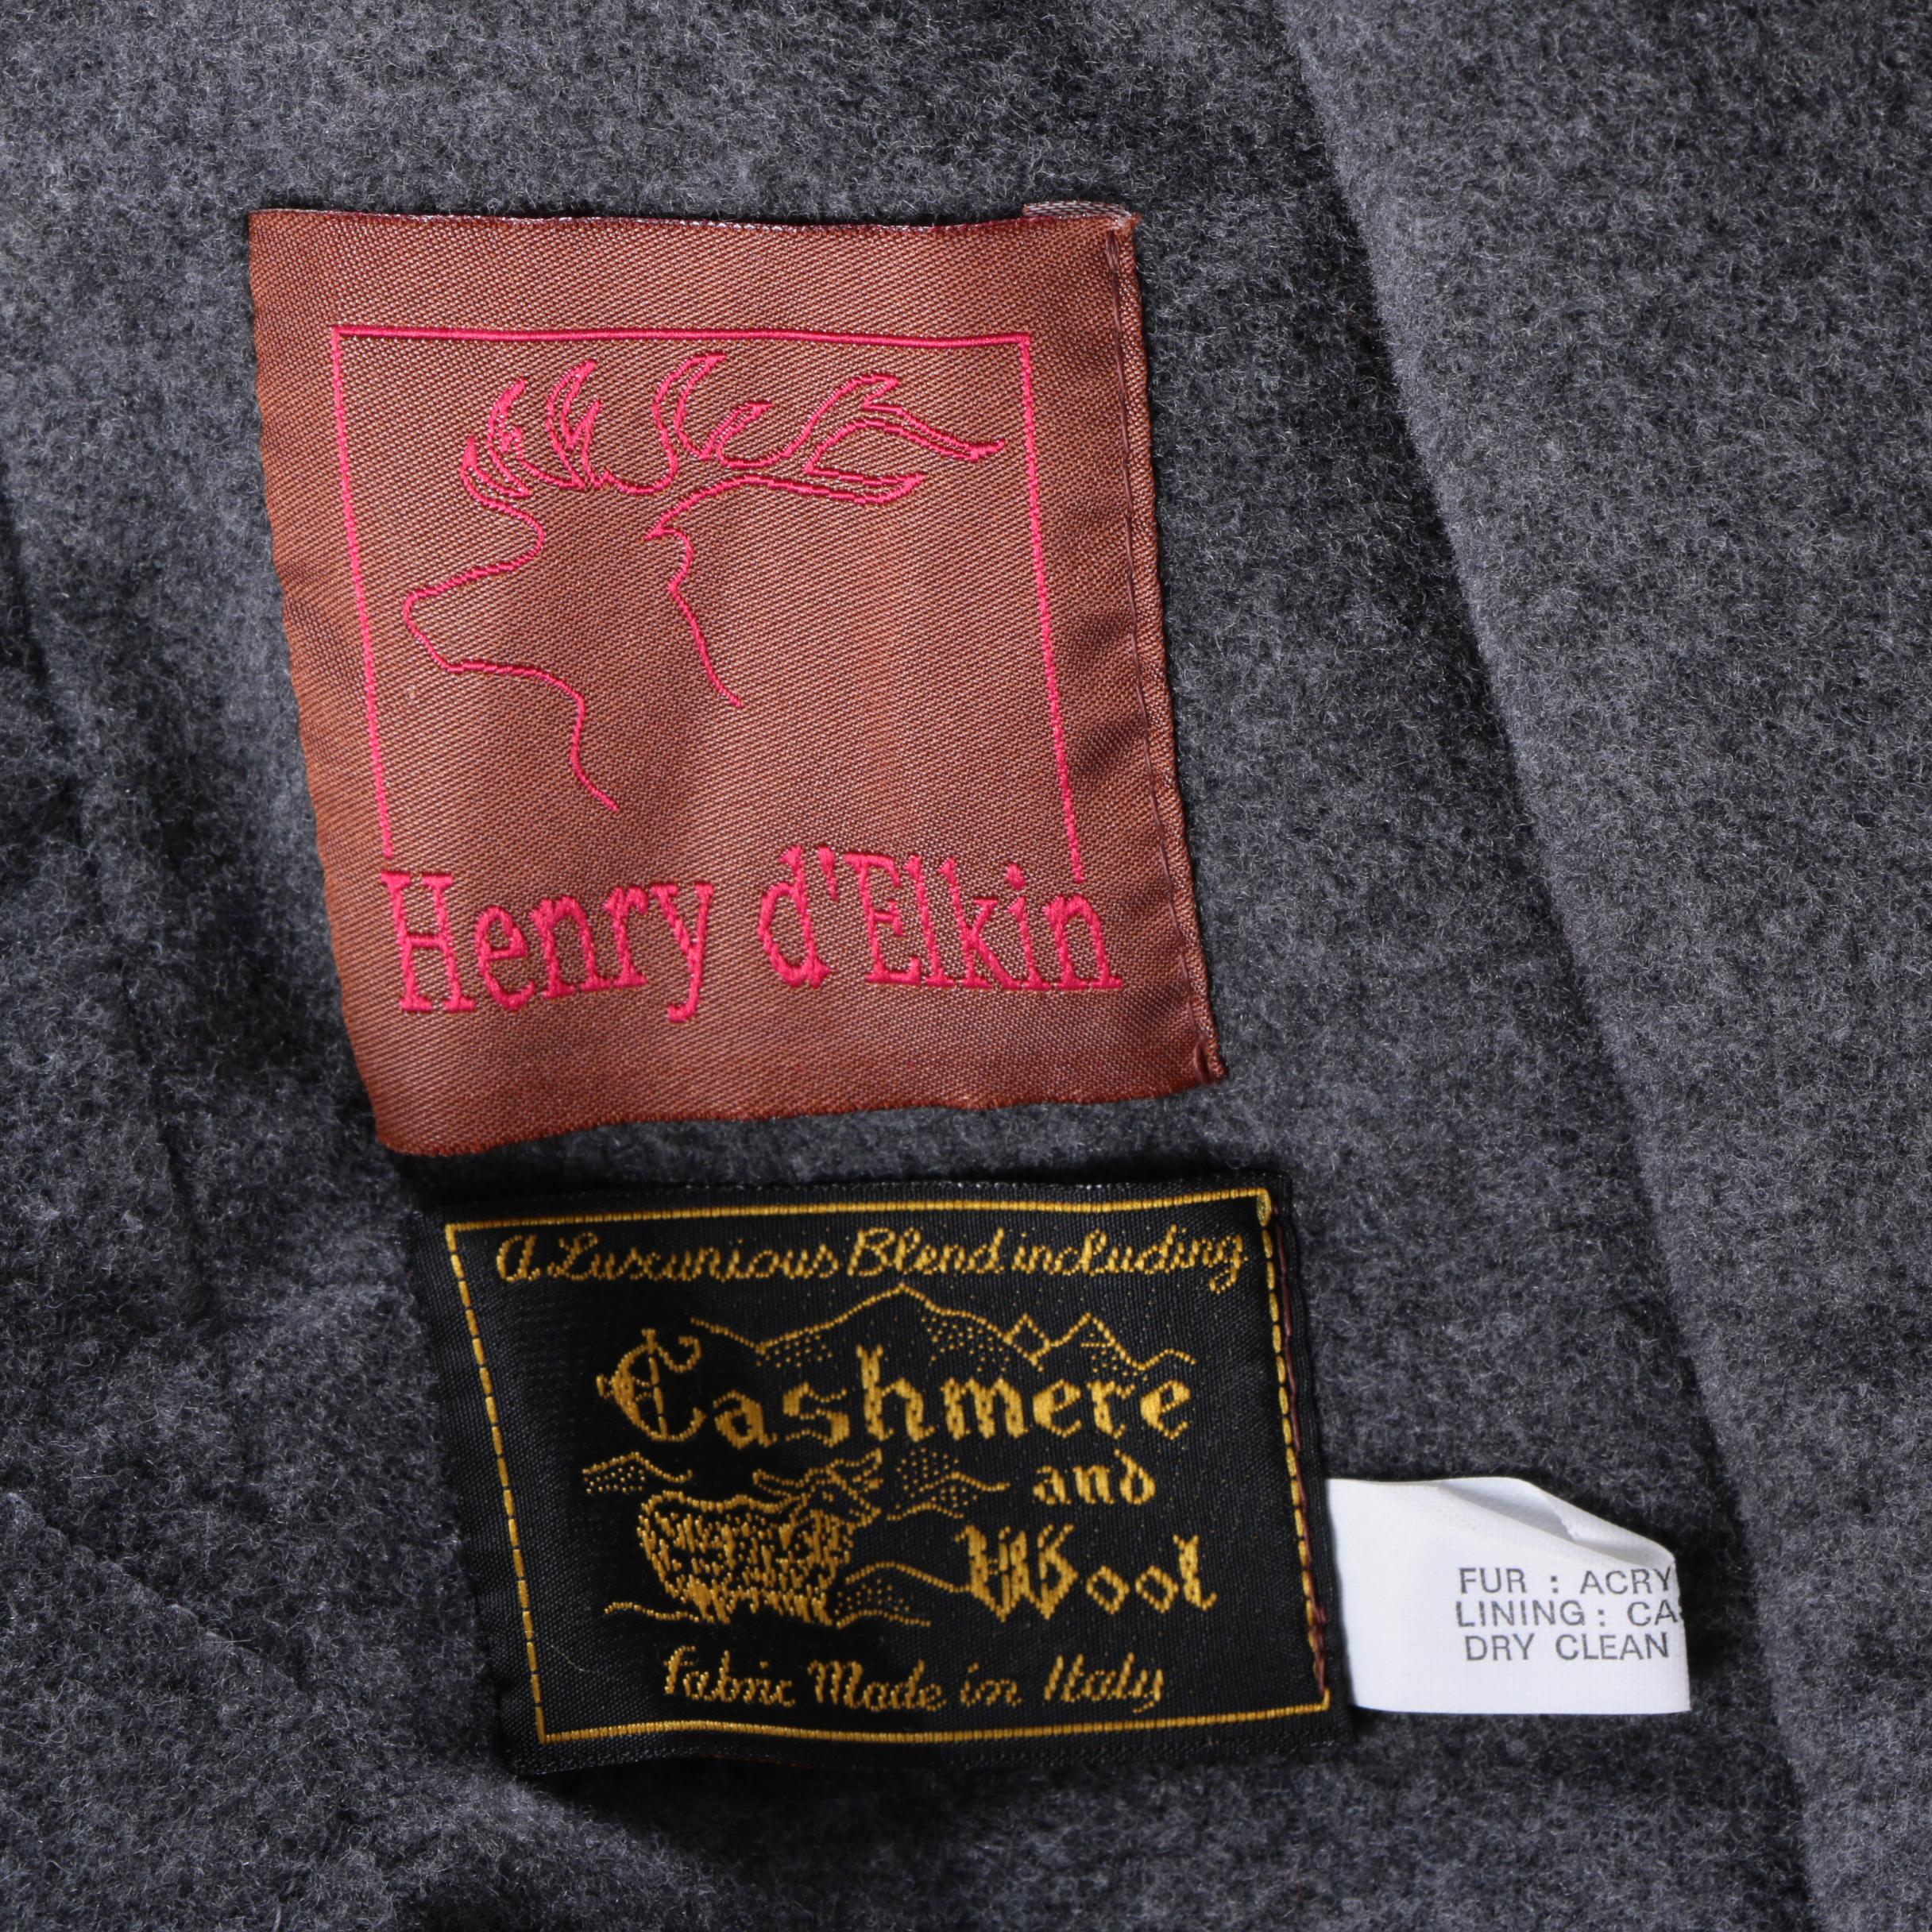 Henry d'Elkin
A Luxurious Blend including
Cashmere
and
Wool
Fabric Made in Italy
FUR : ACRY
LINING : CA
DRY CLEAN